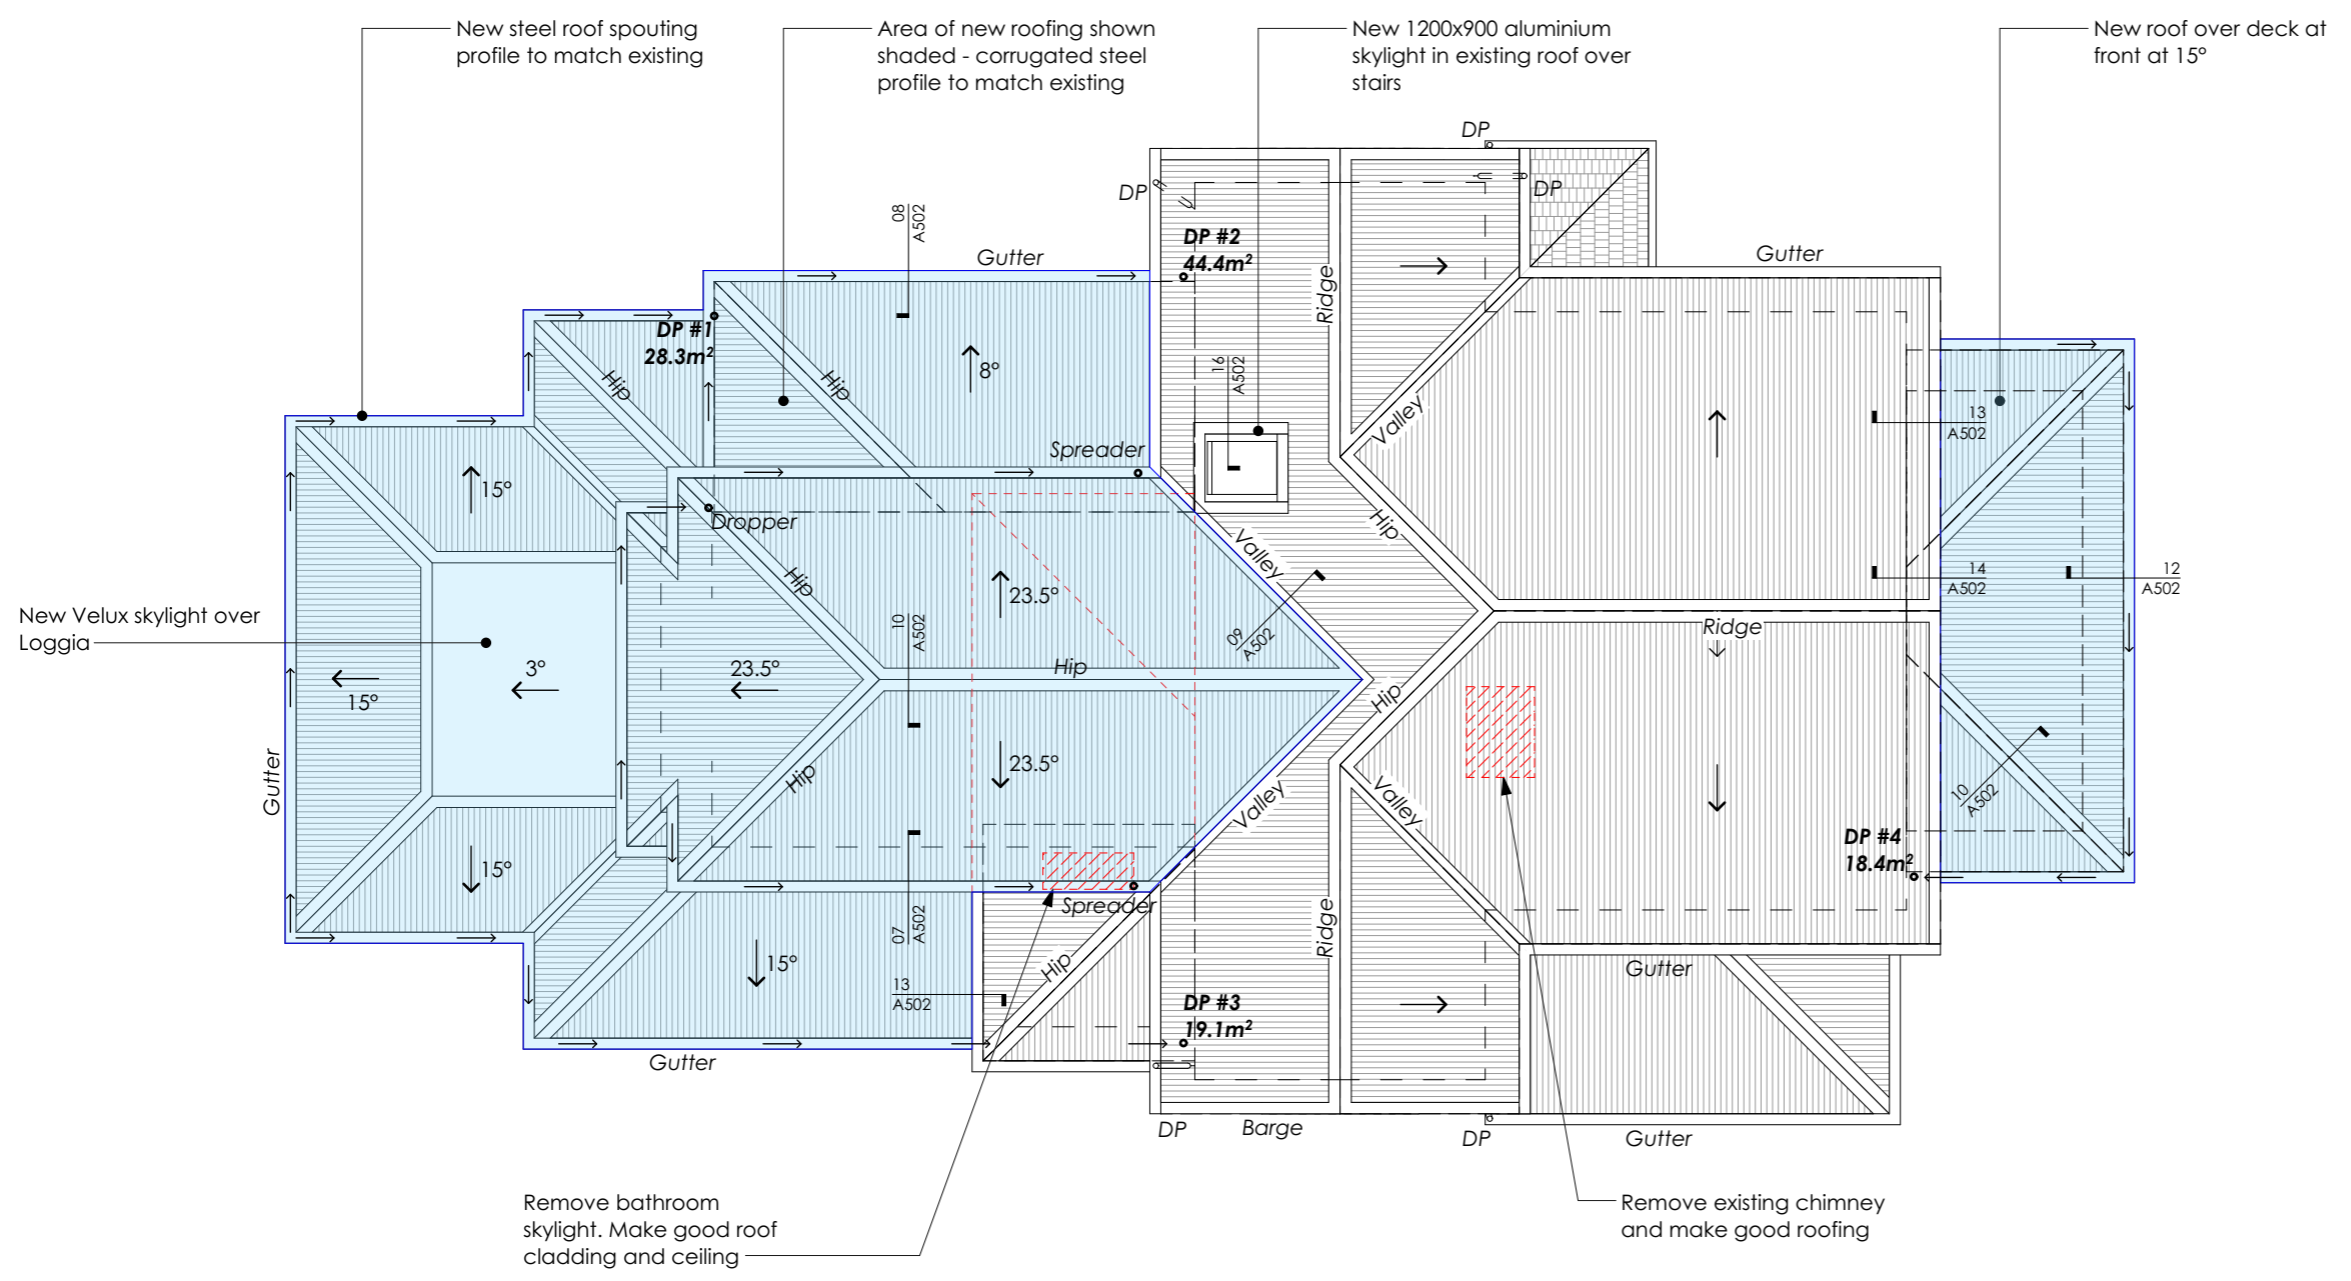 New steel roof spouting
profile to match existing
Area of new roofing shown
shaded - corrugated steel
profile to match existing
New 1200x900 aluminium
skylight in existing roof over
stairs
New roof over deck at
front at 15°
DP
DP
DP
08
A502
DP #2
44.4m²
Gutter
Gutter
Ridge
DP #1
28.3m²
Hip
Hip
8°
16
A502
Valley
13
A502
Spreader
15°
Dropper
Hip
Valley
Hip
23.5°
14
A502
12
A502
New Velux skylight over
Loggia
10
A502
09
A502
Ridge
3°
23.5°
Hip
15°
Hip
Gutter
Hip
23.5°
Valley
Valley
10
A502
DP #4
18.4m²
15°
07
A502
Spreader
Ridge
15°
Hip
13
A502
DP #3
19.1m²
Gutter
Gutter
DP
Barge
DP
Gutter
Remove bathroom
skylight. Make good roof
cladding and ceiling
Remove existing chimney
and make good roofing